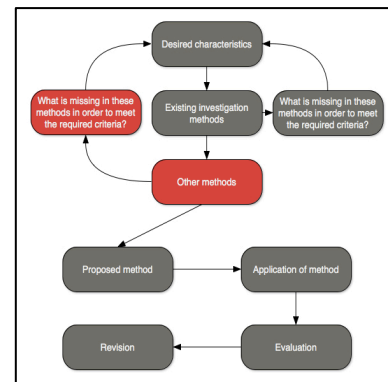 Desired characteristics
What is missing in these
methods in order to meet
the required criteria?
Existing investigation
methods
What is missing in these
methods in order to meet
the required criteria?
Other methods
Proposed method
Application of method
Revision
Evaluation